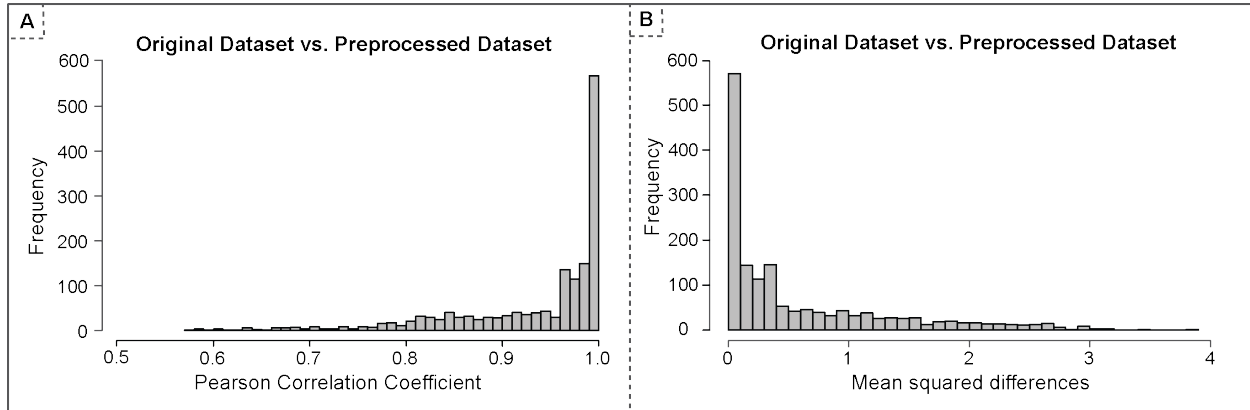 A
Original Dataset vs. Preprocessed Dataset
Frequency
600
500
400
300
200
100
0
0.5 0.6 0.7 0.8 0.9 1.0
Pearson Correlation Coefficient
B
Original Dataset vs. Preprocessed Dataset
Frequency
600
500
400
300
200
100
0
0 1 2 3 4
Mean squared differences